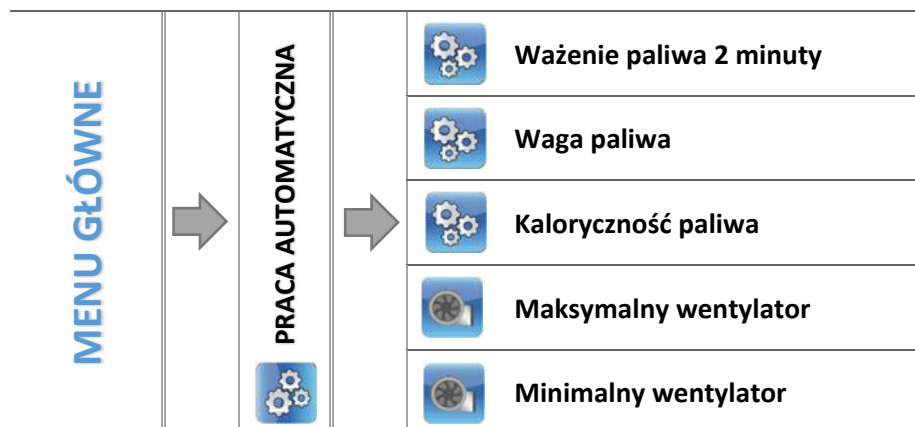 MENU GŁÓWNE
PRACA AUTOMATYCZNA
Ważenie paliwa 2 minuty
Waga paliwa
Kaloryczność paliwa
Maksymalny wentylator
Minimalny wentylator